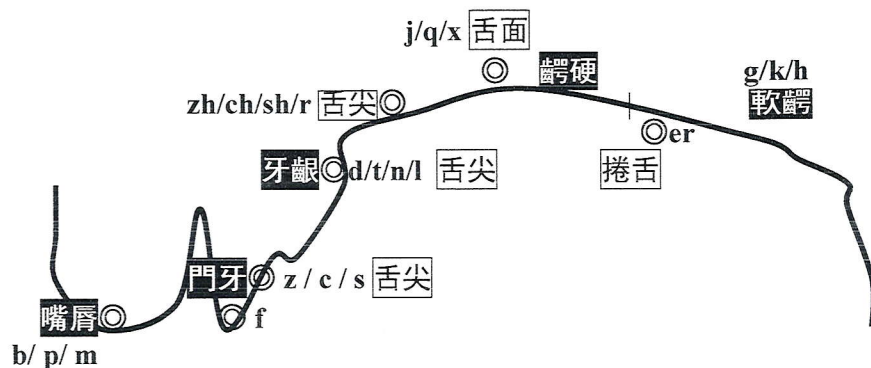 j/q/x 舌面
齶硬
g/k/h
軟齶
zh/ch/sh/r 舌尖
er
牙齦 d/t/n/l 舌尖 捲舌
門牙 z / c / s 舌尖
嘴唇 f
b/ p/ m